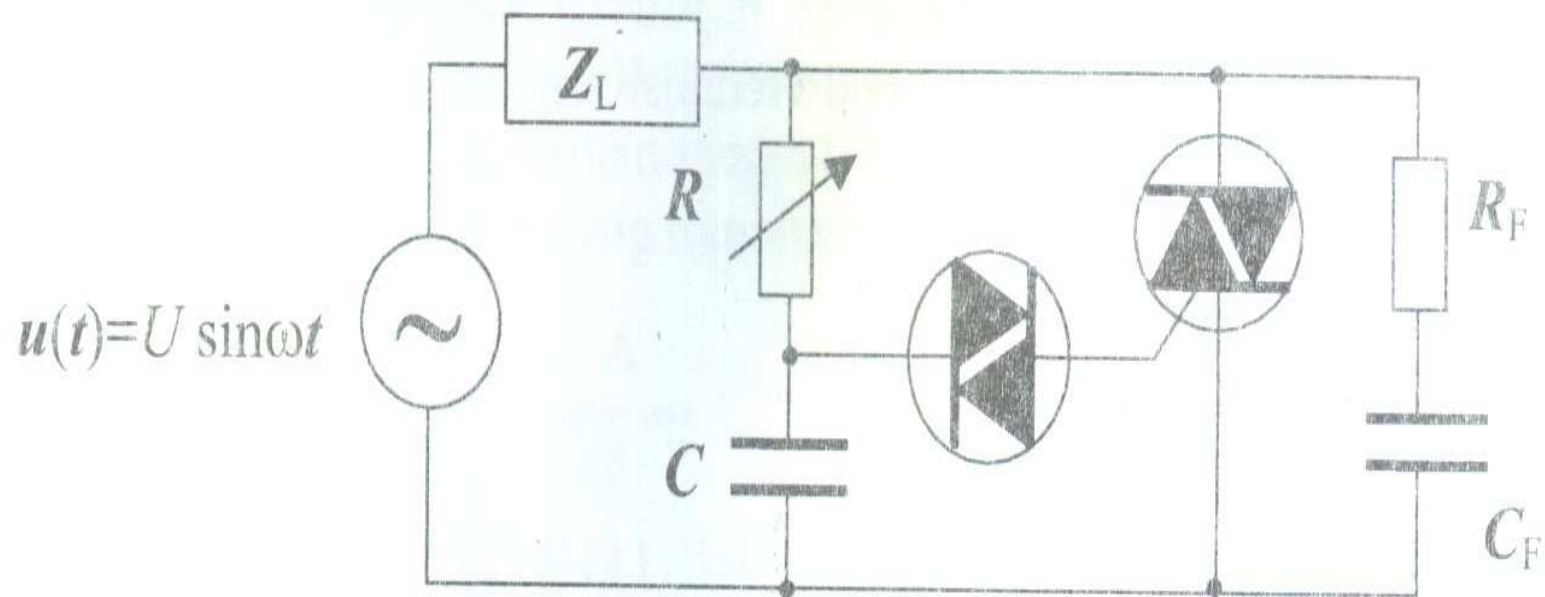 Z_L
R
R_F
u(t)=U sinωt
~
C
C_F